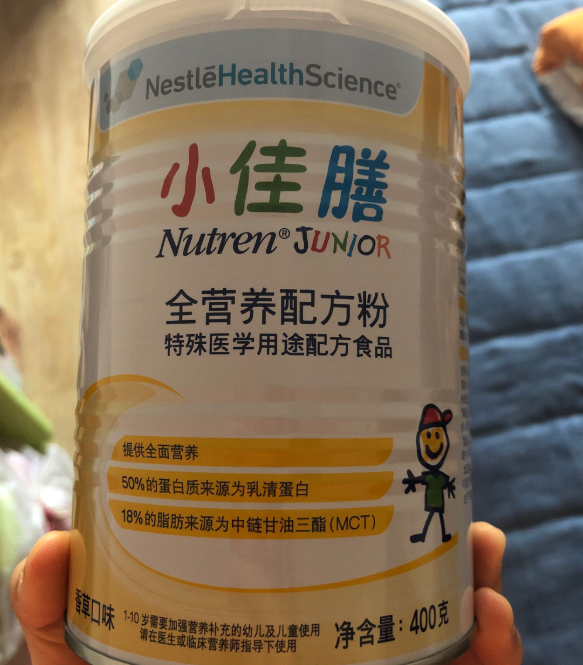 NestlēHealthScience®
小佳膳
Nutren® JUNIOR
全营养配方粉
特殊医学用途配方食品
提供全面营养
50%的蛋白质来源为乳清蛋白
18%的脂肪来源为中链甘油三酯(MCT)
香草口味
1-10岁需要加强营养补充的幼儿及儿童使用
请在医生或临床营养师指导下使用
净含量:400克